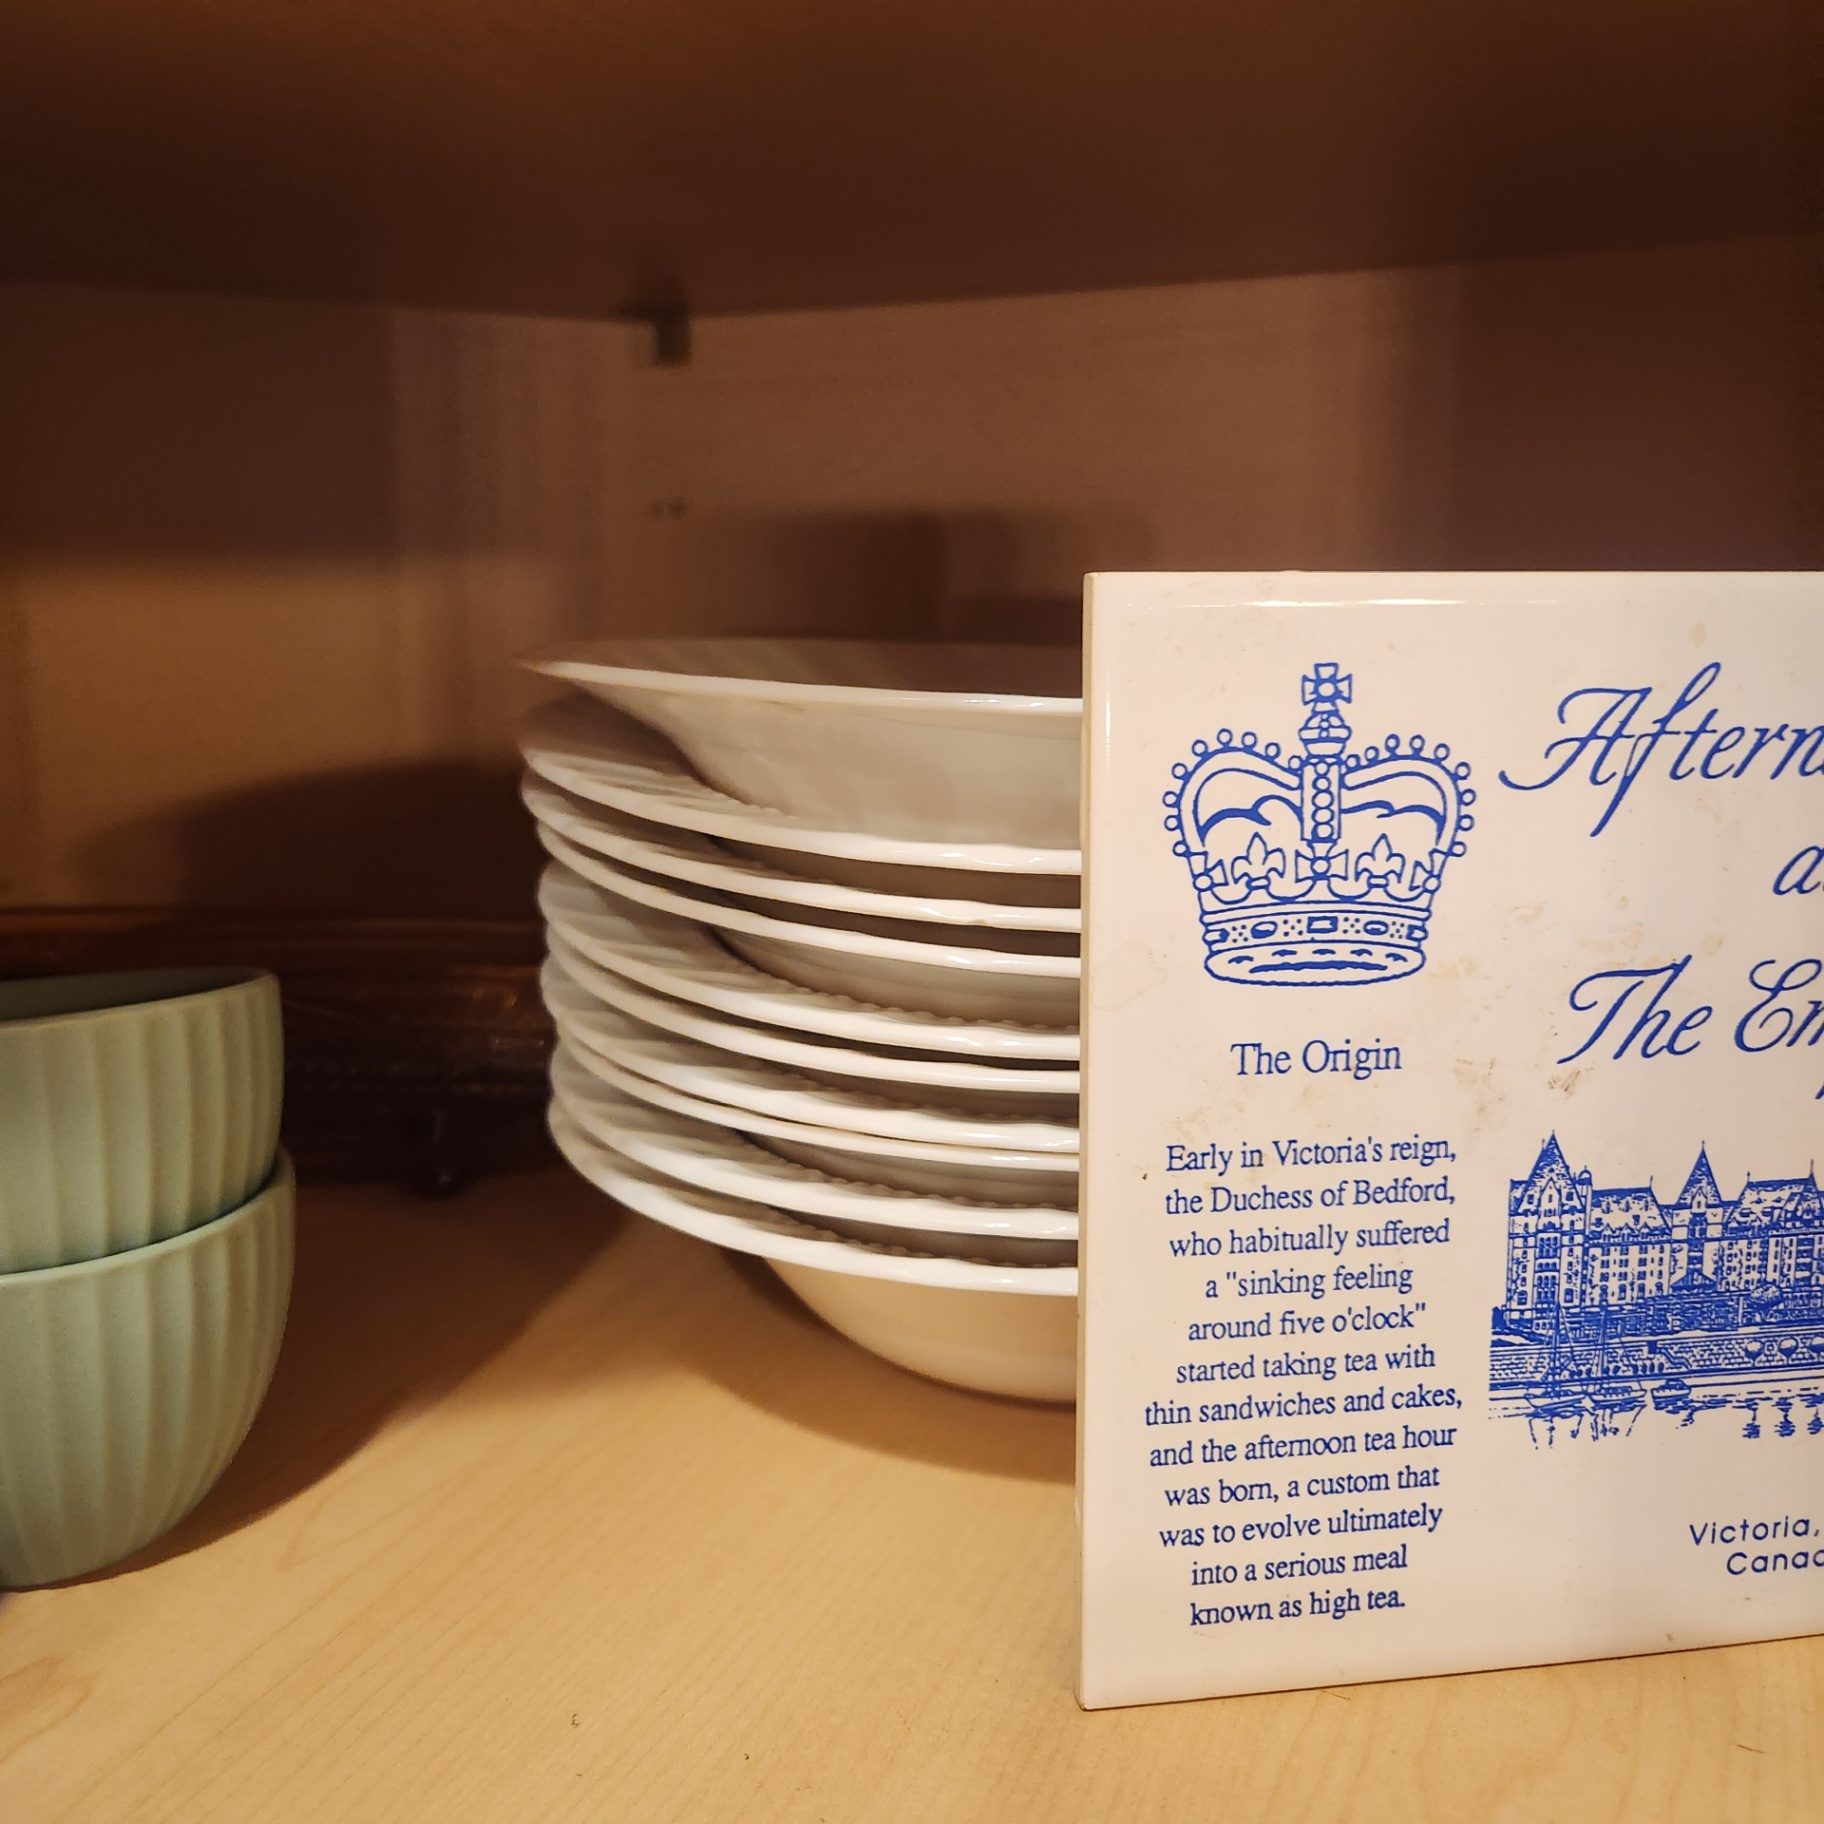 The Origin
Early in Victoria's reign,
the Duchess of Bedford,
who habitually suffered
a "sinking feeling
around five o'clock"
started taking tea with
thin sandwiches and cakes,
and the afternoon tea hour
was born, a custom that
was to evolve ultimately
into a serious meal
known as high tea.
The
Victoria,